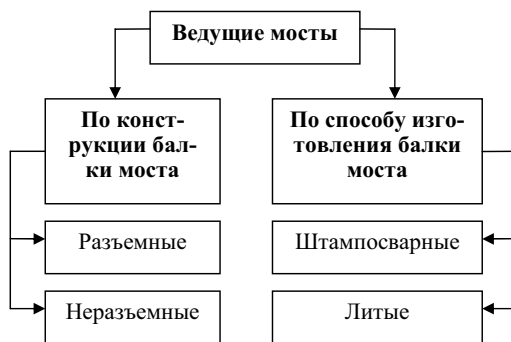 Ведущие мосты
По конст-
рукции бал-
ки моста
По способу изго-
товления балки
моста
Разъемные
Штампосварные
Неразъемные
Литые